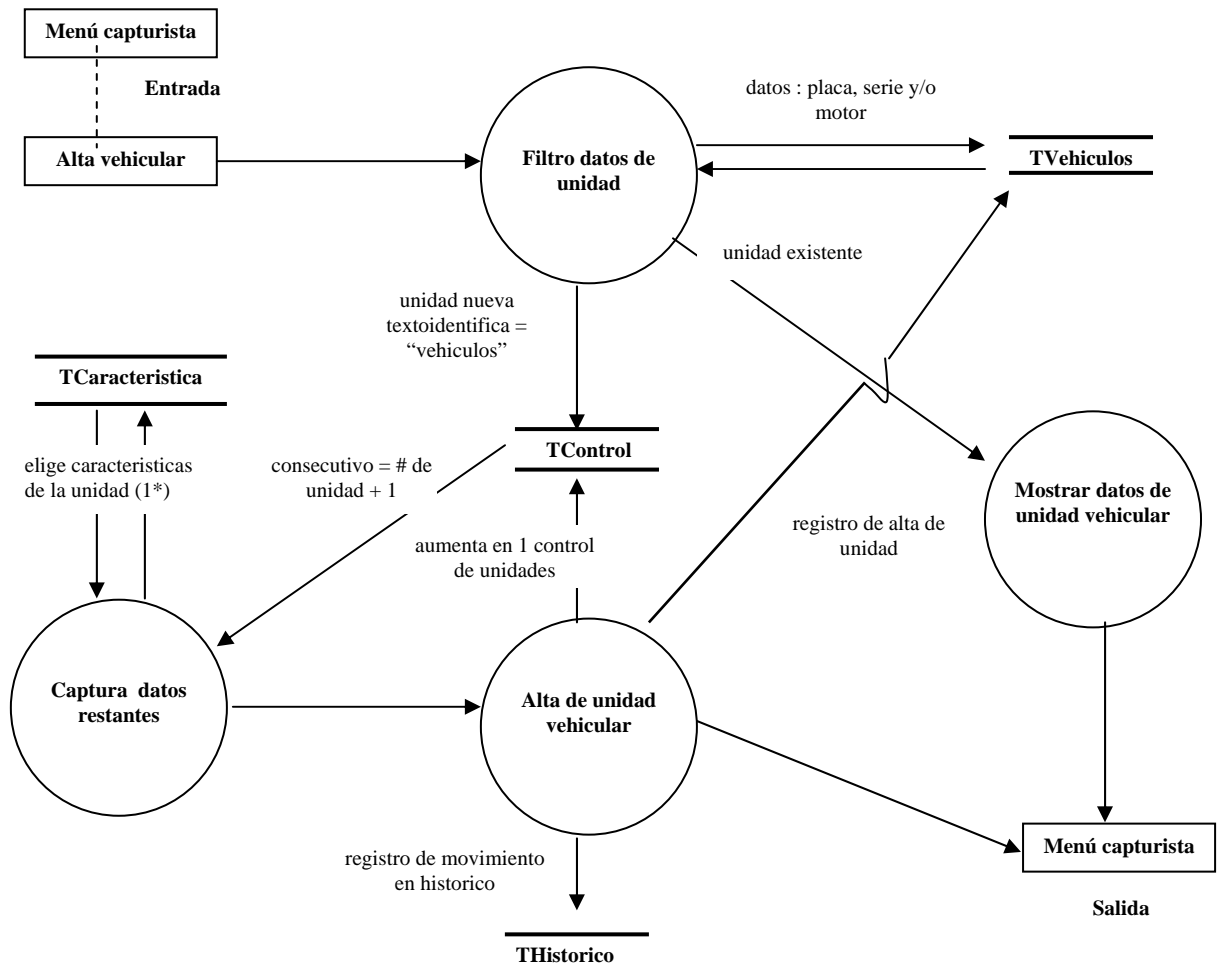 Menú capturista
Entrada
Alta vehicular
Filtro datos de
unidad
datos : placa, serie y/o
motor
TVehiculos
unidad existente
unidad nueva
textoidentifica =
“vehiculos”
TCaracteristica
elige caracteristicas
de la unidad (1*)
consecutivo = # de
unidad + 1
TControl
aumenta en 1 control
de unidades
registro de alta de
unidad
Mostrar datos de
unidad vehicular
Captura datos
restantes
Alta de unidad
vehicular
registro de movimiento
en historico
THistorico
Menú capturista
Salida